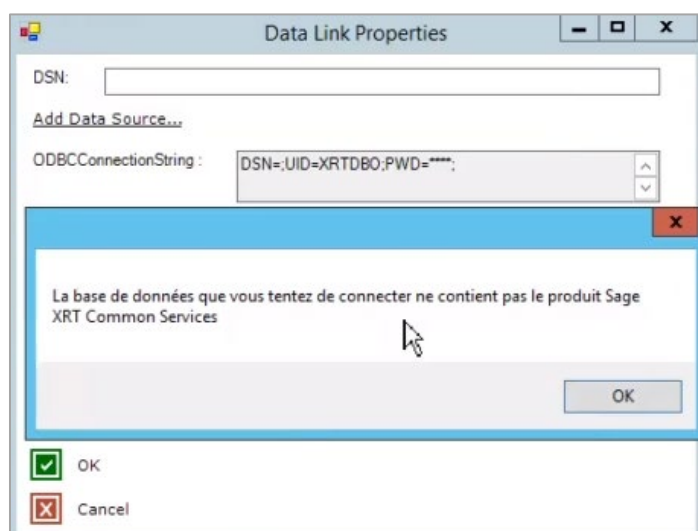 Data Link Properties
DSN:
Add Data Source...
ODBCConnectionString :
DSN=;UID=XRTDBO;PWD=****;
La base de données que vous tentez de connecter ne contient pas le produit Sage
XRT Common Services
OK
OK
Cancel